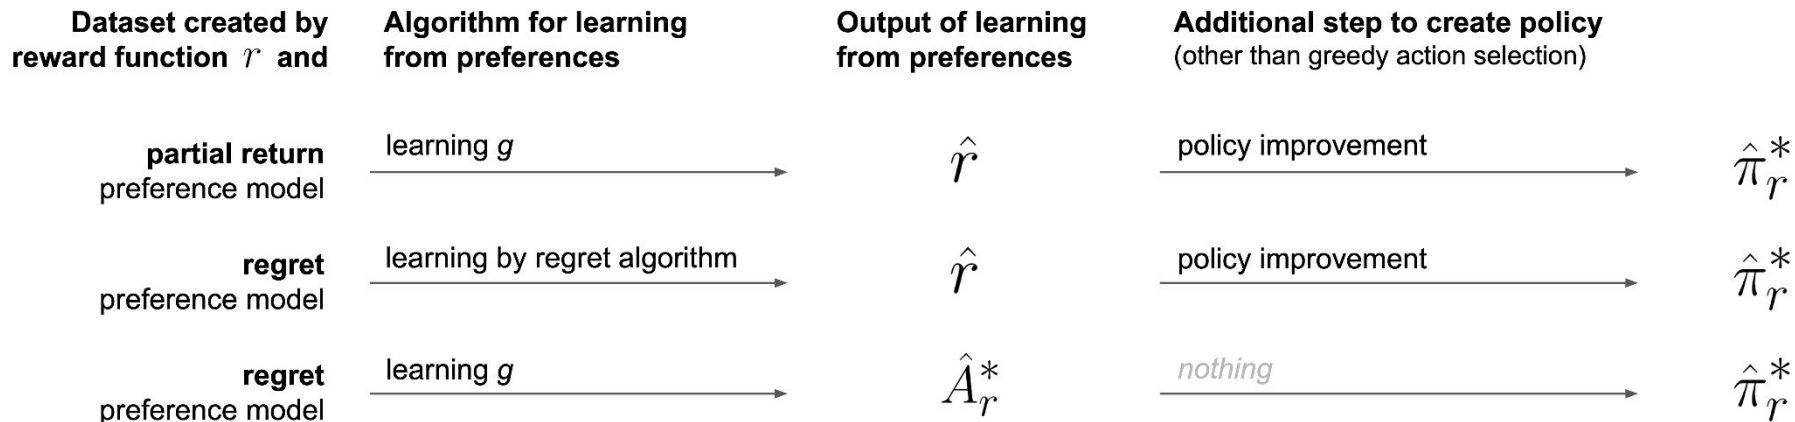 Dataset created by
reward function r and
Algorithm for learning
from preferences
Output of learning
from preferences
Additional step to create policy
(other than greedy action selection)
partial return
preference model
learning g
r̂
policy improvement
π̂*r
regret
preference model
learning by regret algorithm
r̂
policy improvement
π̂*r
regret
preference model
learning g
Â*r
nothing
π̂*r